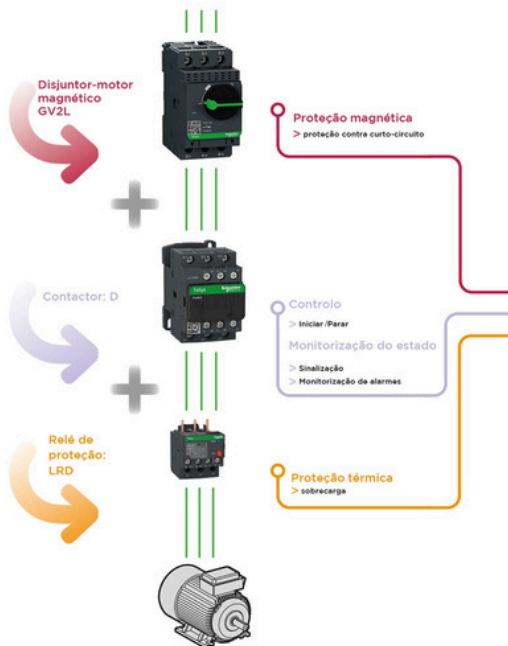 Disjuntor-motor
magnético
GV2L
Proteção magnética
> proteção contra curto-circuito
Contactor: D
Controlo
> Iniciar /Parar
Monitorização do estado
> Sinalização
> Monitorização de alarmes
Relé de
proteção:
LRD
Proteção térmica
> sobrecarga